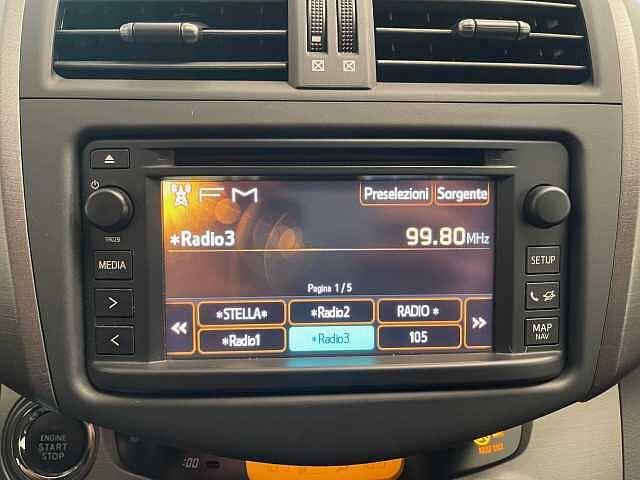 FM
Preselezioni
Sorgente
*Radio3
99.80MHz
Pagina 1/5
*STELLA*
*Radio2
RADIO *
*Radio1
*Radio3
105
MEDIA
SETUP
MAP
NAV
ENGINE
START
STOP
:00